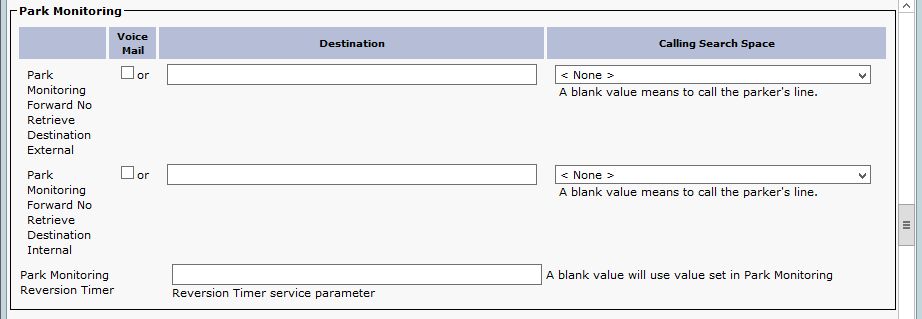 Park Monitoring
Voice Mail
Destination
Calling Search Space
Park
Monitoring
Forward No
Retrieve
Destination
External
or
< None >
A blank value means to call the parker's line.
Park
Monitoring
Forward No
Retrieve
Destination
Internal
or
< None >
A blank value means to call the parker's line.
Park Monitoring
Reversion Timer
A blank value will use value set in Park Monitoring
Reversion Timer service parameter